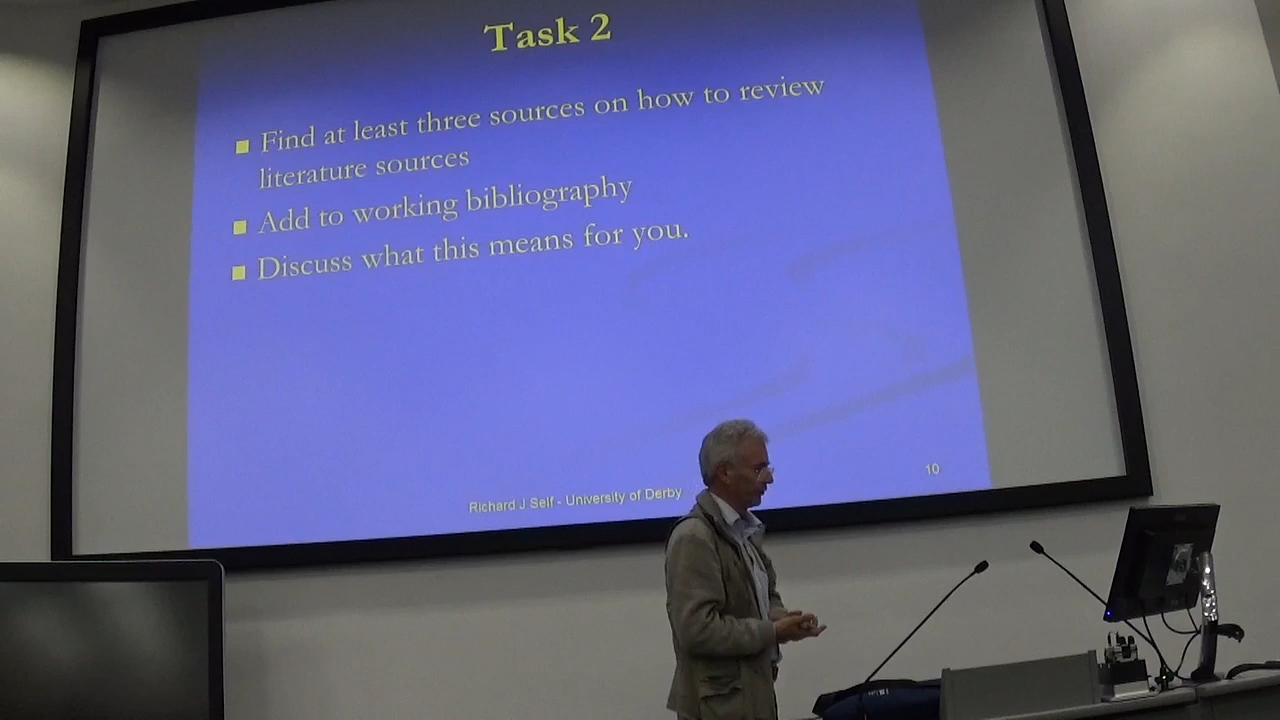 Task 2
Find at least three sources on how to review
literature sources
Add to working bibliography
Discuss what this means for you.
Richard J Self - University of Derby
10